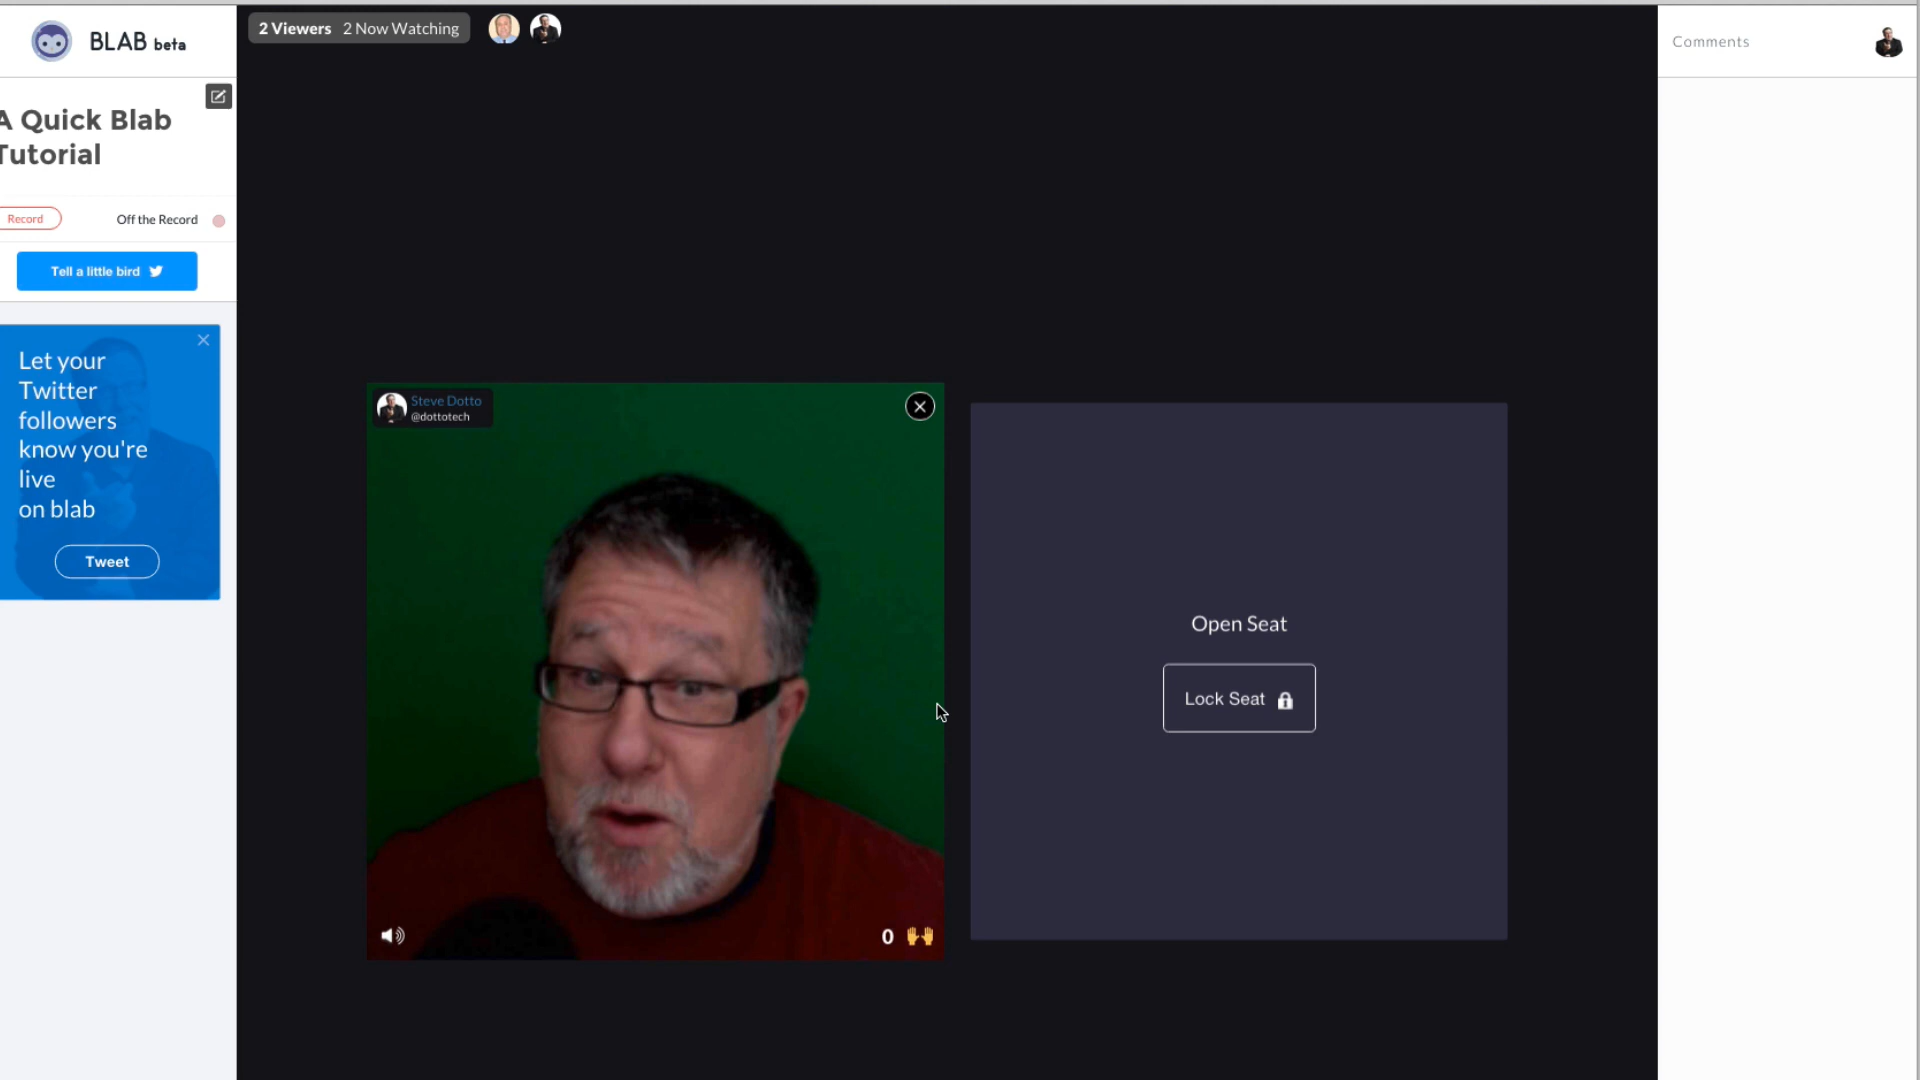 BLAB beta
A Quick Blab
Tutorial
Record
Off the Record
Tell a little bird
Let your
Twitter
followers
know you're
live
on blab
Tweet
2 Viewers 2 Now Watching
Steve Dotto
@dottotech
0
Open Seat
Lock Seat
Comments